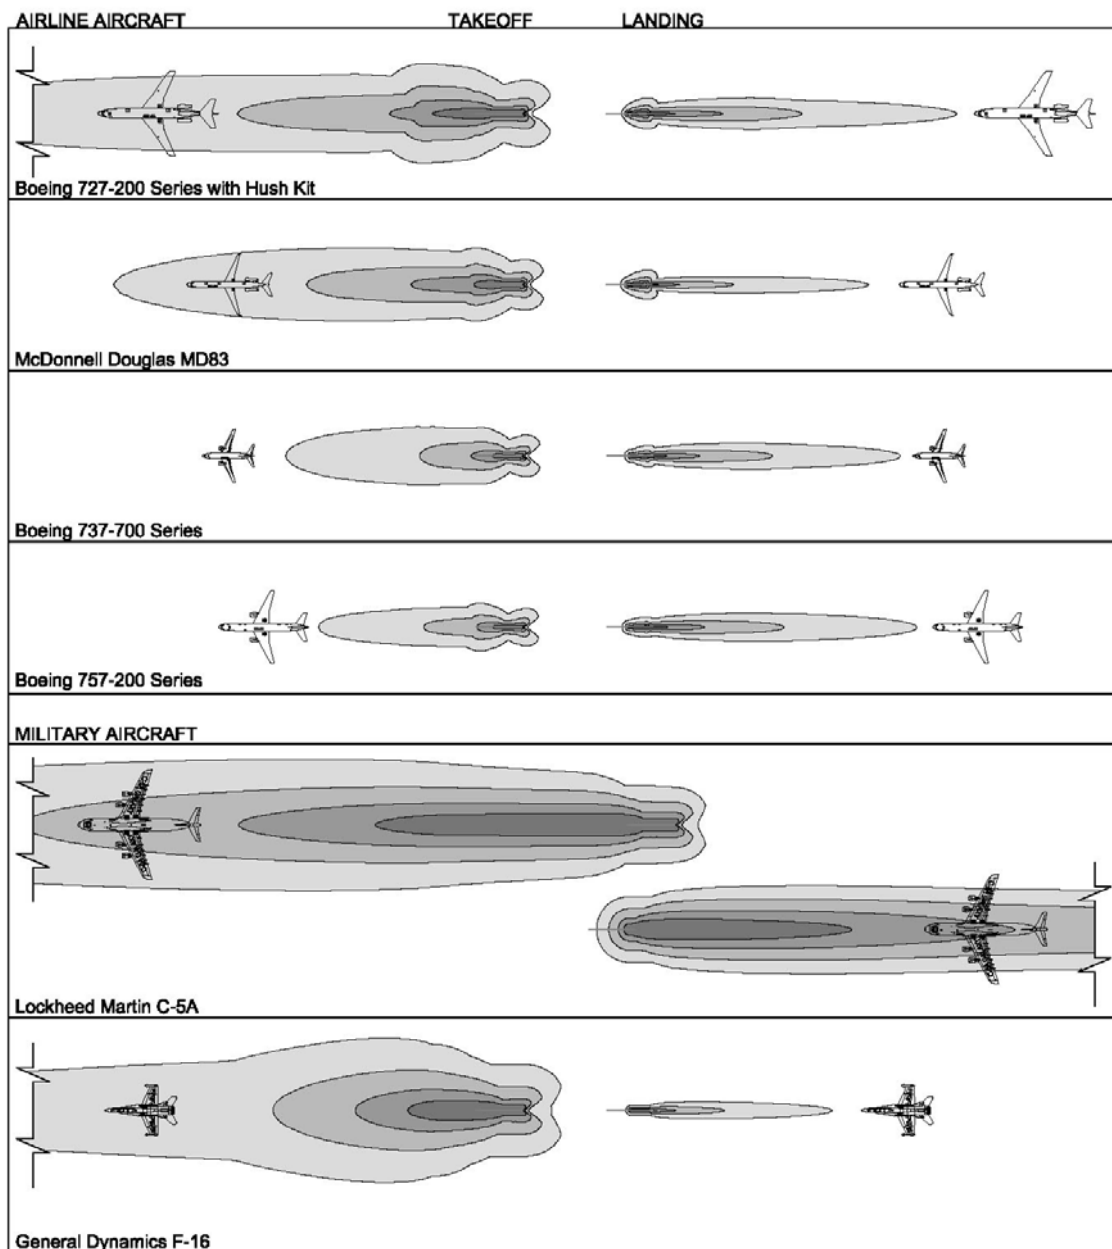 AIRLINE AIRCRAFT TAKEOFF LANDING
Boeing 727-200 Series with Hush Kit
McDonnell Douglas MD83
Boeing 737-700 Series
Boeing 757-200 Series
MILITARY AIRCRAFT
Lockheed Martin C-5A
General Dynamics F-16